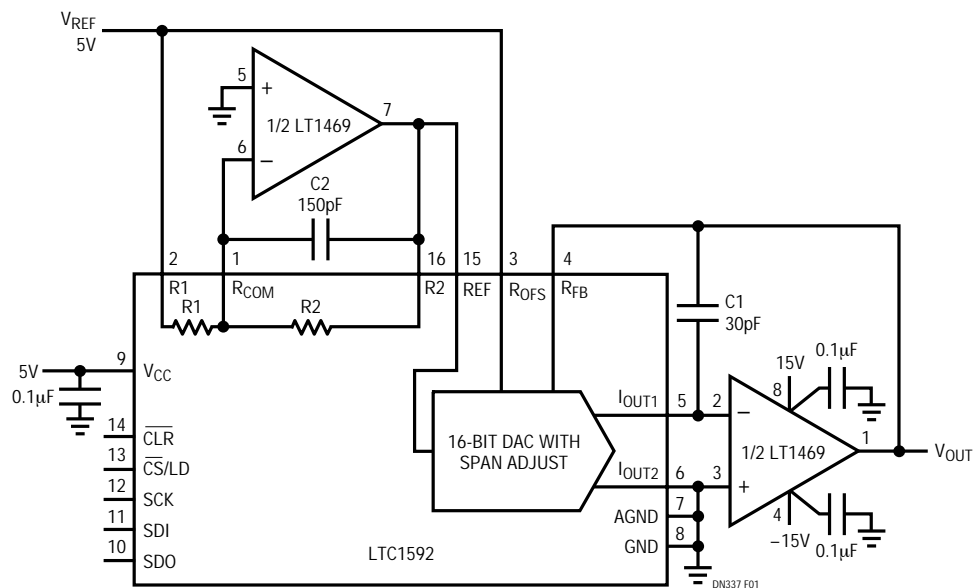 VREF
5V
5
+
7
1/2 LT1469
6
–
C2
150pF
2
1
16
15
3
4
R1
RCOM
R2
REF
ROFS
RFB
R1
R2
C1
30pF
5V
9
VCC
0.1µF
15V
0.1µF
8
IOUT1
5
2
–
14
CLR
16-BIT DAC WITH
SPAN ADJUST
1/2 LT1469
1
VOUT
13
CS/LD
IOUT2
6
3
+
12
SCK
7
AGND
4
11
SDI
8
GND
–15V
0.1µF
10
SDO
LTC1592
DN337 F01